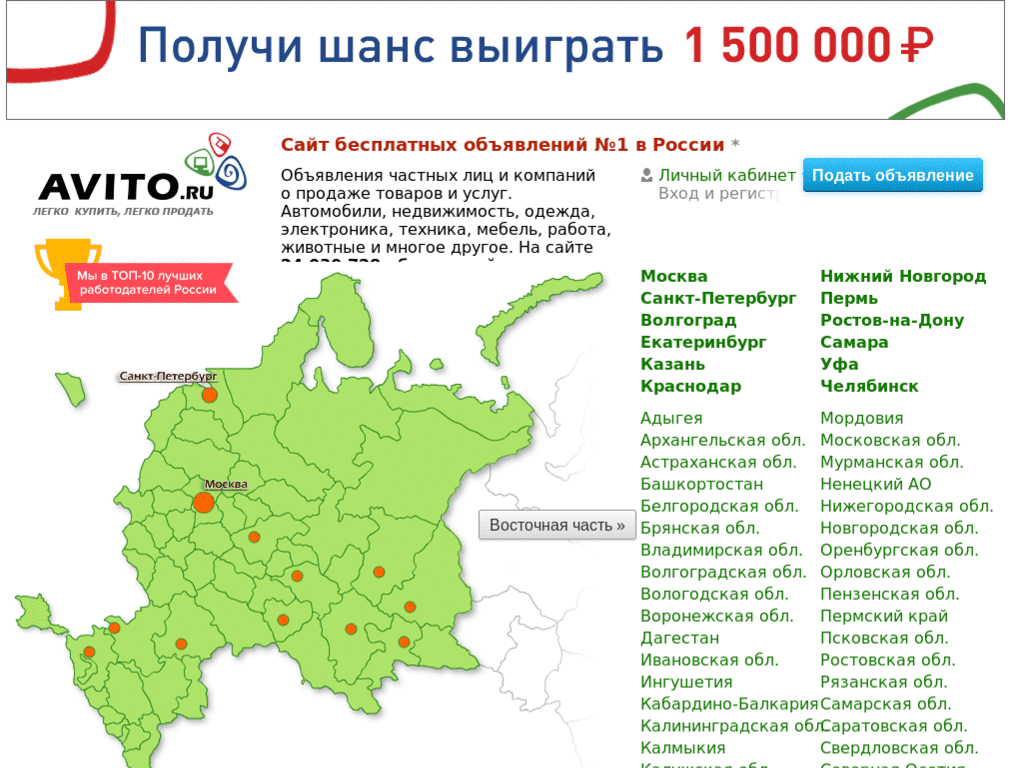 Получи шанс выиграть 1 500 000 ₽
AVITO.RU
ЛЕГКО КУПИТЬ, ЛЕГКО ПРОДАТЬ
Мы в ТОП-10 лучших
работодателей России
Сайт бесплатных объявлений №1 в России *
Объявления частных лиц и компаний
о продаже товаров и услуг.
Автомобили, недвижимость, одежда,
электроника, техника, мебель, работа,
животные и многое другое. На сайте
Личный кабинет
Вход и регист
Подать объявление
Санкт-Петербург
Москва
Восточная часть »
Москва
Санкт-Петербург
Волгоград
Екатеринбург
Казань
Краснодар
Нижний Новгород
Пермь
Ростов-на-Дону
Самара
Уфа
Челябинск
Адыгея
Архангельская обл.
Астраханская обл.
Башкортостан
Белгородская обл.
Брянская обл.
Владимирская обл.
Волгоградская обл.
Вологодская обл.
Воронежская обл.
Дагестан
Ивановская обл.
Ингушетия
Кабардино-Балкария
Калининградская обл.
Калмыкия
Мордовия
Московская обл.
Мурманская обл.
Ненецкий АО
Нижегородская обл.
Новгородская обл.
Оренбургская обл.
Орловская обл.
Пензенская обл.
Пермский край
Псковская обл.
Ростовская обл.
Рязанская обл.
Самарская обл.
Саратовская обл.
Свердловская обл.